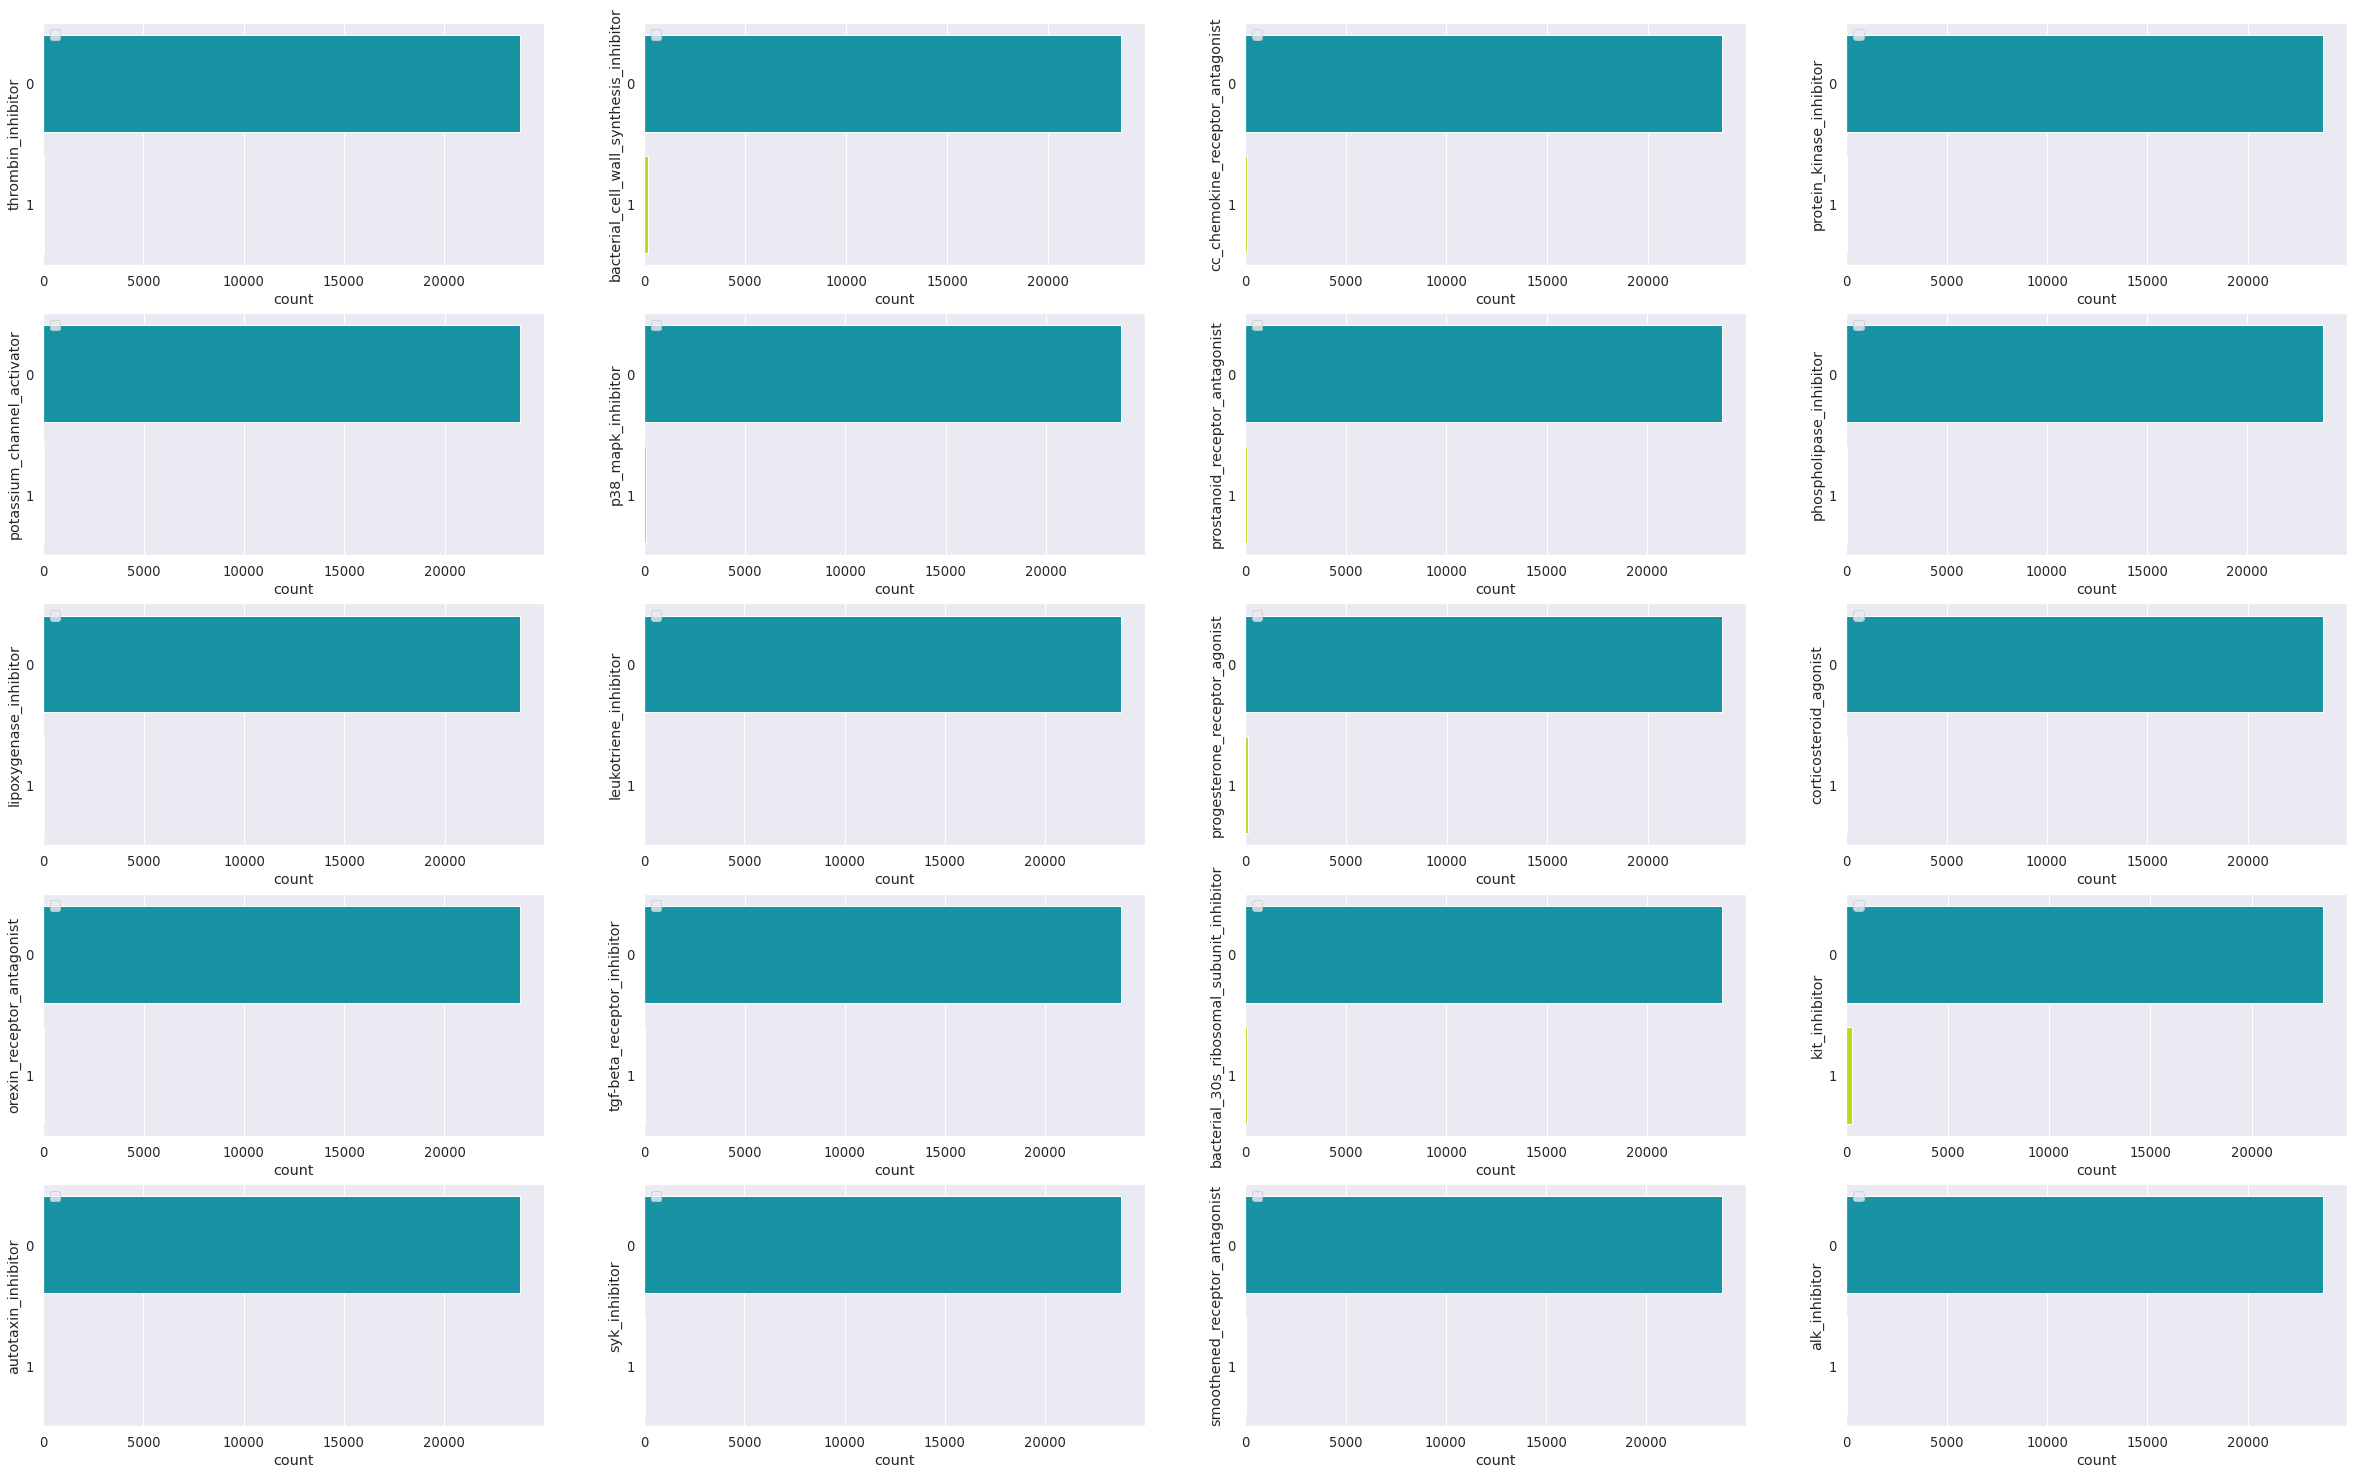 thrombin_inhibitor
0
1
0 5000 10000 15000 20000
count
bacterial_cell_wall_synthesis_inhibitor
0
1
0 5000 10000 15000 20000
count
cc_chemokine_receptor_antagonist
0
1
0 5000 10000 15000 20000
count
protein_kinase_inhibitor
0
1
0 5000 10000 15000 20000
count
potassium_channel_activator
0
1
0 5000 10000 15000 20000
count
p38_mapk_inhibitor
0
1
0 5000 10000 15000 20000
count
prostanoid_receptor_antagonist
0
1
0 5000 10000 15000 20000
count
phospholipase_inhibitor
0
1
0 5000 10000 15000 20000
count
lipoxygenase_inhibitor
0
1
0 5000 10000 15000 20000
count
leukotriene_inhibitor
0
1
0 5000 10000 15000 20000
count
progesterone_receptor_agonist
0
1
0 5000 10000 15000 20000
count
corticosteroid_agonist
0
1
0 5000 10000 15000 20000
count
orexin_receptor_antagonist
0
1
0 5000 10000 15000 20000
count
tgf-beta_receptor_inhibitor
0
1
0 5000 10000 15000 20000
count
bacterial_30s_ribosomal_subunit_inhibitor
0
1
0 5000 10000 15000 20000
count
kit_inhibitor
0
1
0 5000 10000 15000 20000
count
autotaxin_inhibitor
0
1
0 5000 10000 15000 20000
count
syk_inhibitor
0
1
0 5000 10000 15000 20000
count
smoothened_receptor_antagonist
0
1
0 5000 10000 15000 20000
count
alk_inhibitor
0
1
0 5000 10000 15000 20000
count